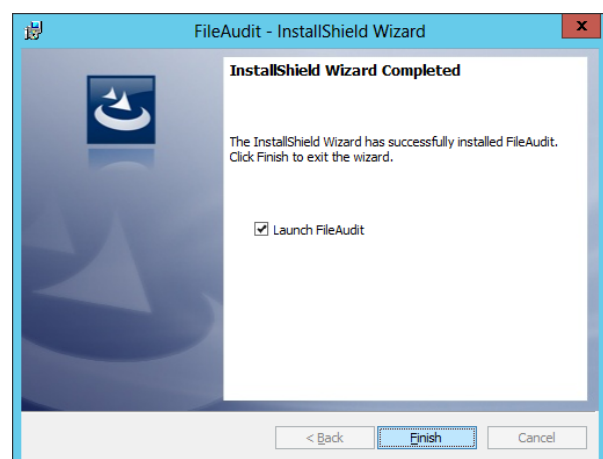 FileAudit - InstallShield Wizard
x
InstallShield Wizard Completed
The InstallShield Wizard has successfully installed FileAudit.
Click Finish to exit the wizard.
Launch FileAudit
< Back
Finish
Cancel